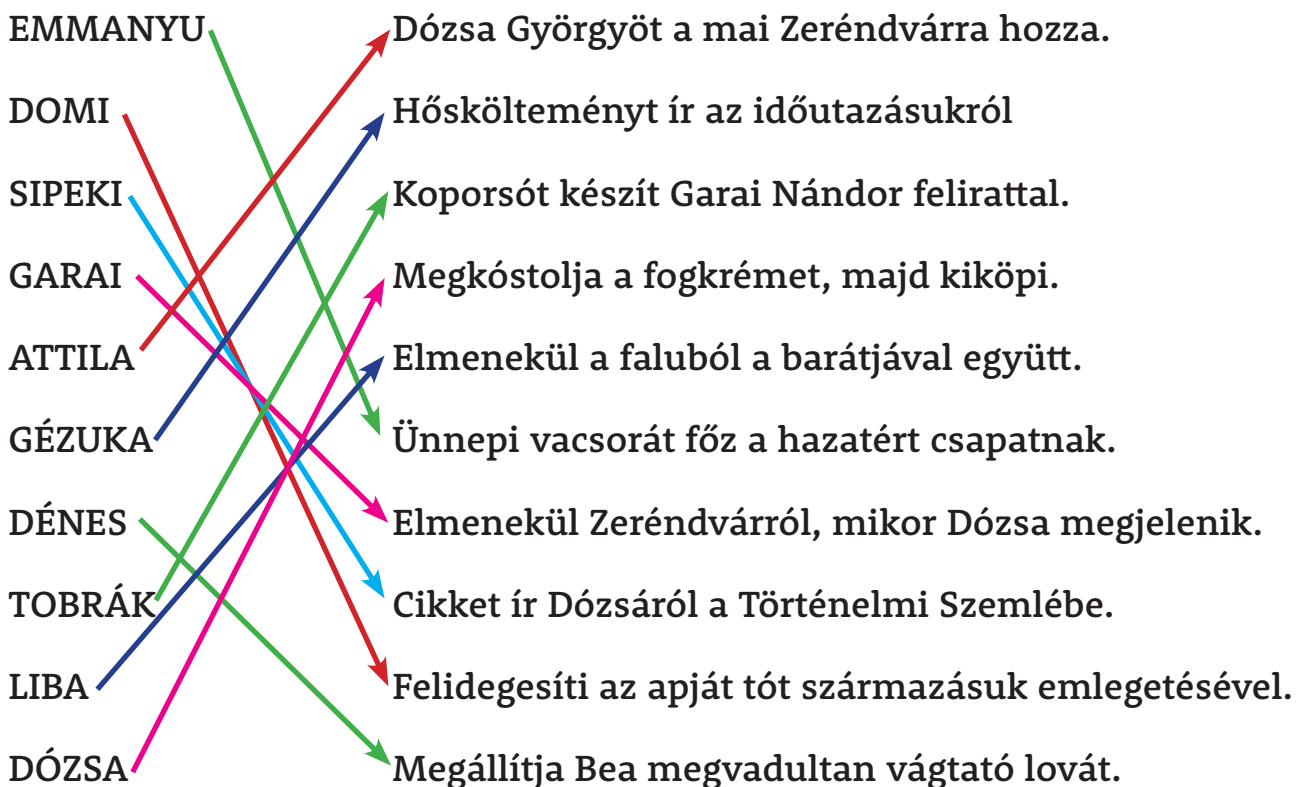 EMMANYU Dózsa Györgyöt a mai Zeréndvárra hozza.
DOMI Hőskölteményt ír az időutazásukról
SIPEKI Koporsót készít Garai Nándor felirattal.
GARAI Megkóstolja a fogkrémet, majd kiköpi.
ATTILA Elmenekül a faluból a barátjával együtt.
GÉZUKA Ünnepi vacsorát főz a hazatért csapatnak.
DÉNES Elmenekül Zeréndvárról, mikor Dózsa megjelenik.
TOBRÁK Cikket ír Dózsáról a Történelmi Szemlébe.
LIBA Felidegesíti az apját tót származásuk emlegetésével.
DÓZSA Megállítja Bea megvadultan vágtató lovát.